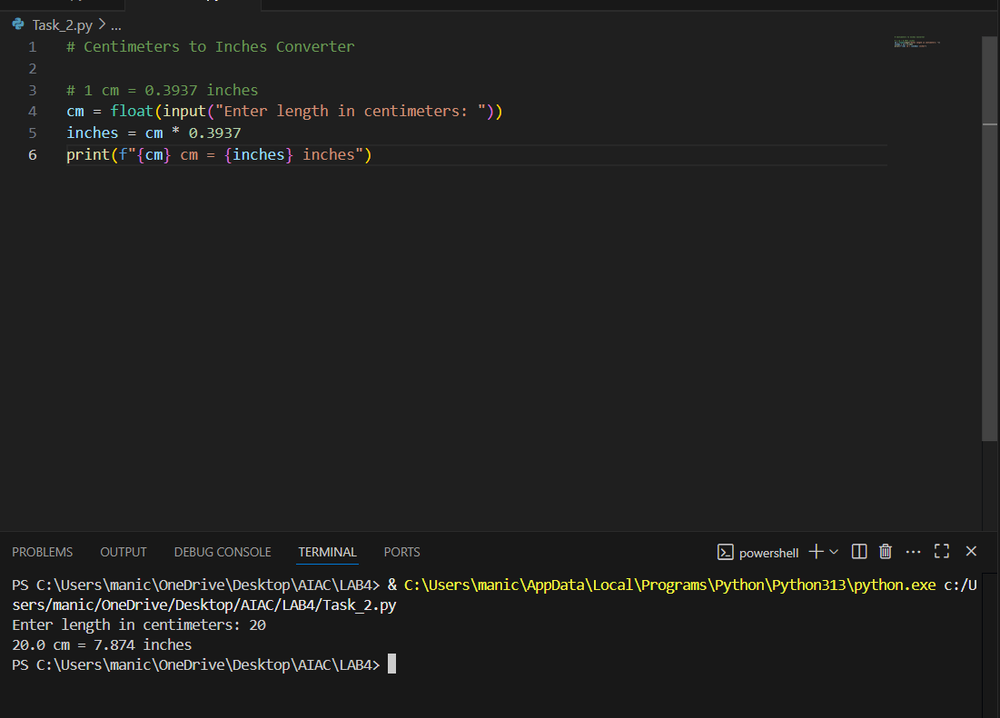 Task_2.py > ...
1 # Centimeters to Inches Converter
2
3 # 1 cm = 0.3937 inches
4 cm = float(input("Enter length in centimeters: "))
5 inches = cm * 0.3937
6 print(f"{cm} cm = {inches} inches")
PROBLEMS OUTPUT DEBUG CONSOLE TERMINAL PORTS powershell
PS C:\Users\manic\OneDrive\Desktop\AIAC\LAB4> & C:\Users\manic\AppData\Local\Programs\Python\Python313\python.exe c:/U
sers/manic/OneDrive/Desktop/AIAC/LAB4/Task_2.py
Enter length in centimeters: 20
20.0 cm = 7.874 inches
PS C:\Users\manic\OneDrive\Desktop\AIAC\LAB4>